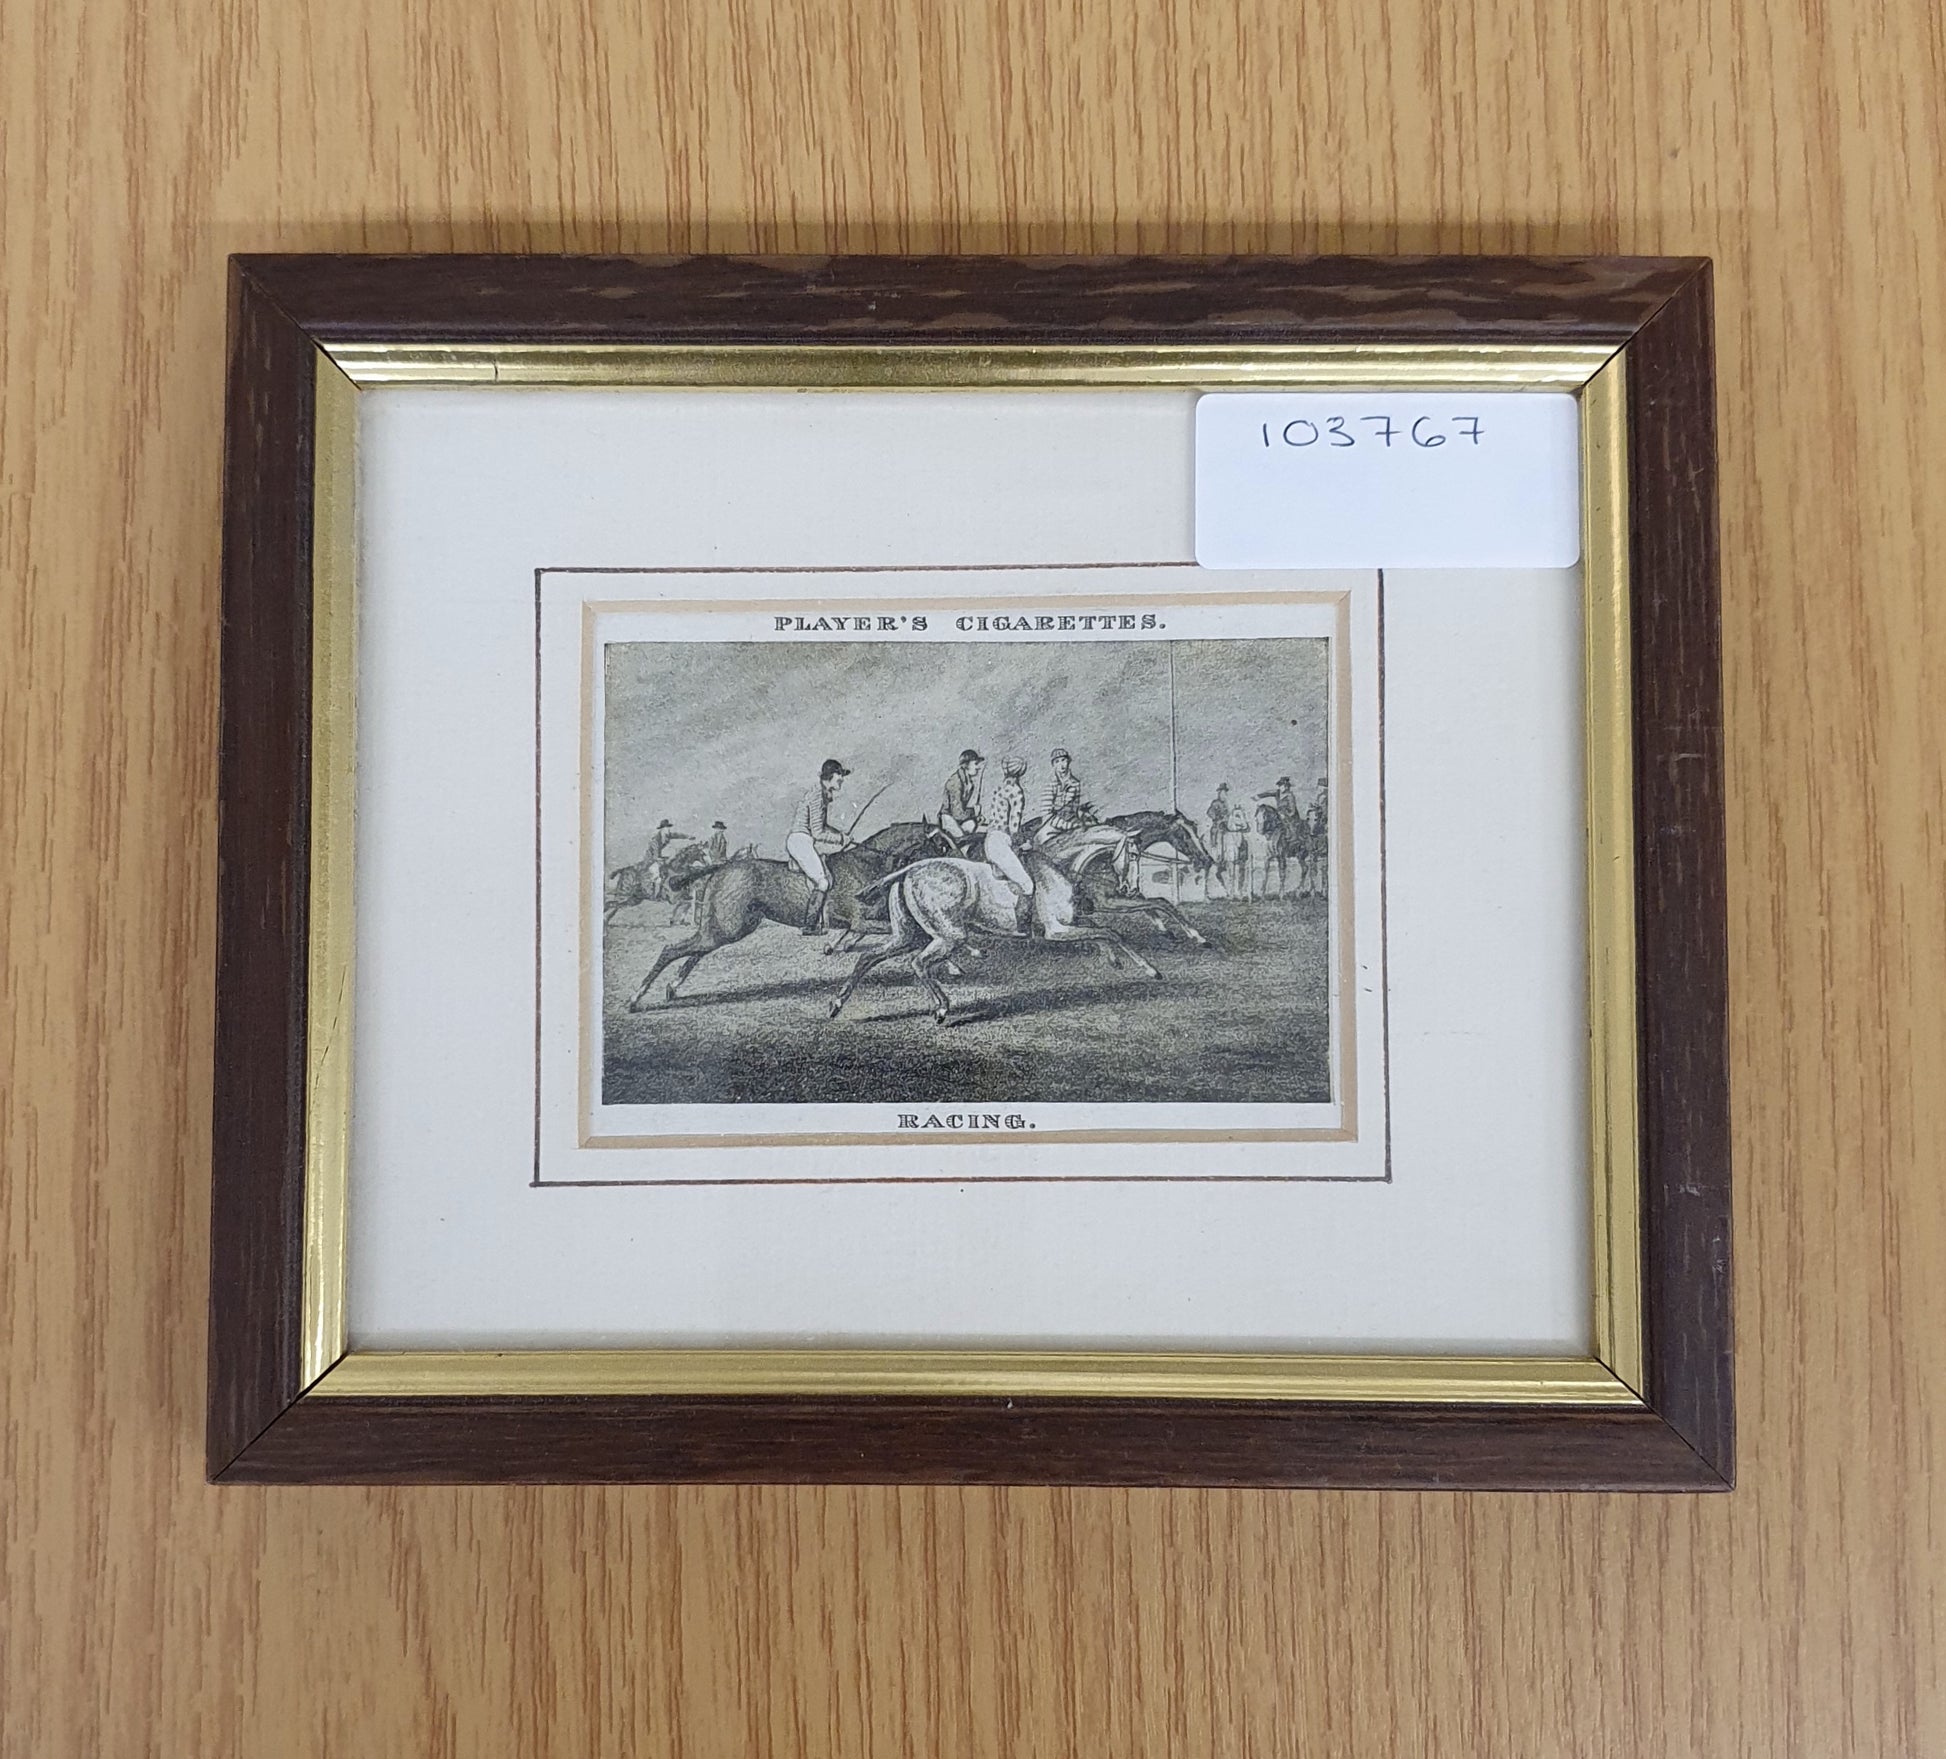 103767
PLAYER'S CIGARETTES.
RACING.